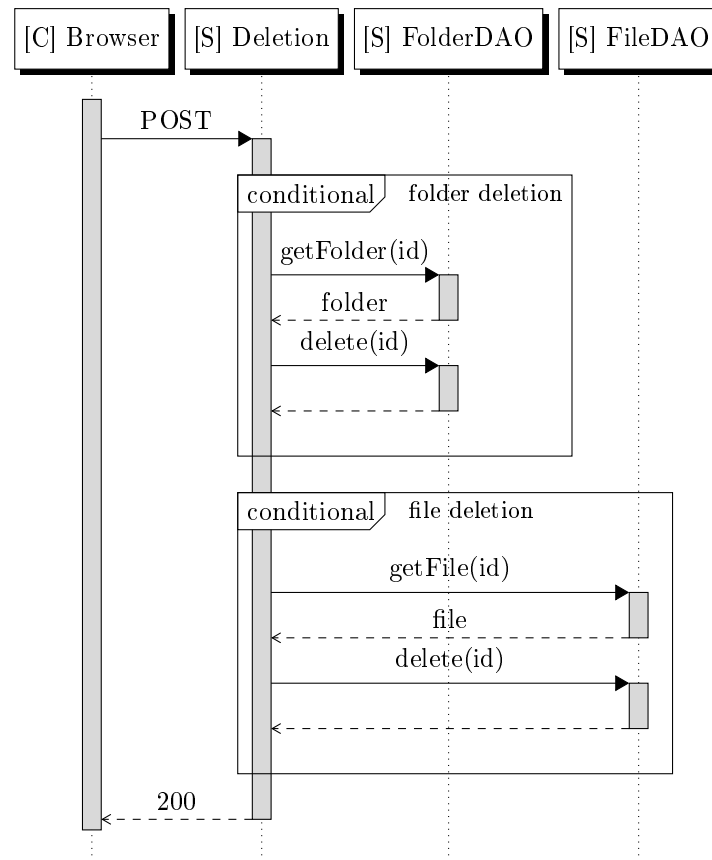 [C] Browser
[S] Deletion
[S] FolderDAO
[S] FileDAO
POST
conditional
folder deletion
getFolder(id)
folder
delete(id)
conditional
file deletion
getFile(id)
file
delete(id)
200